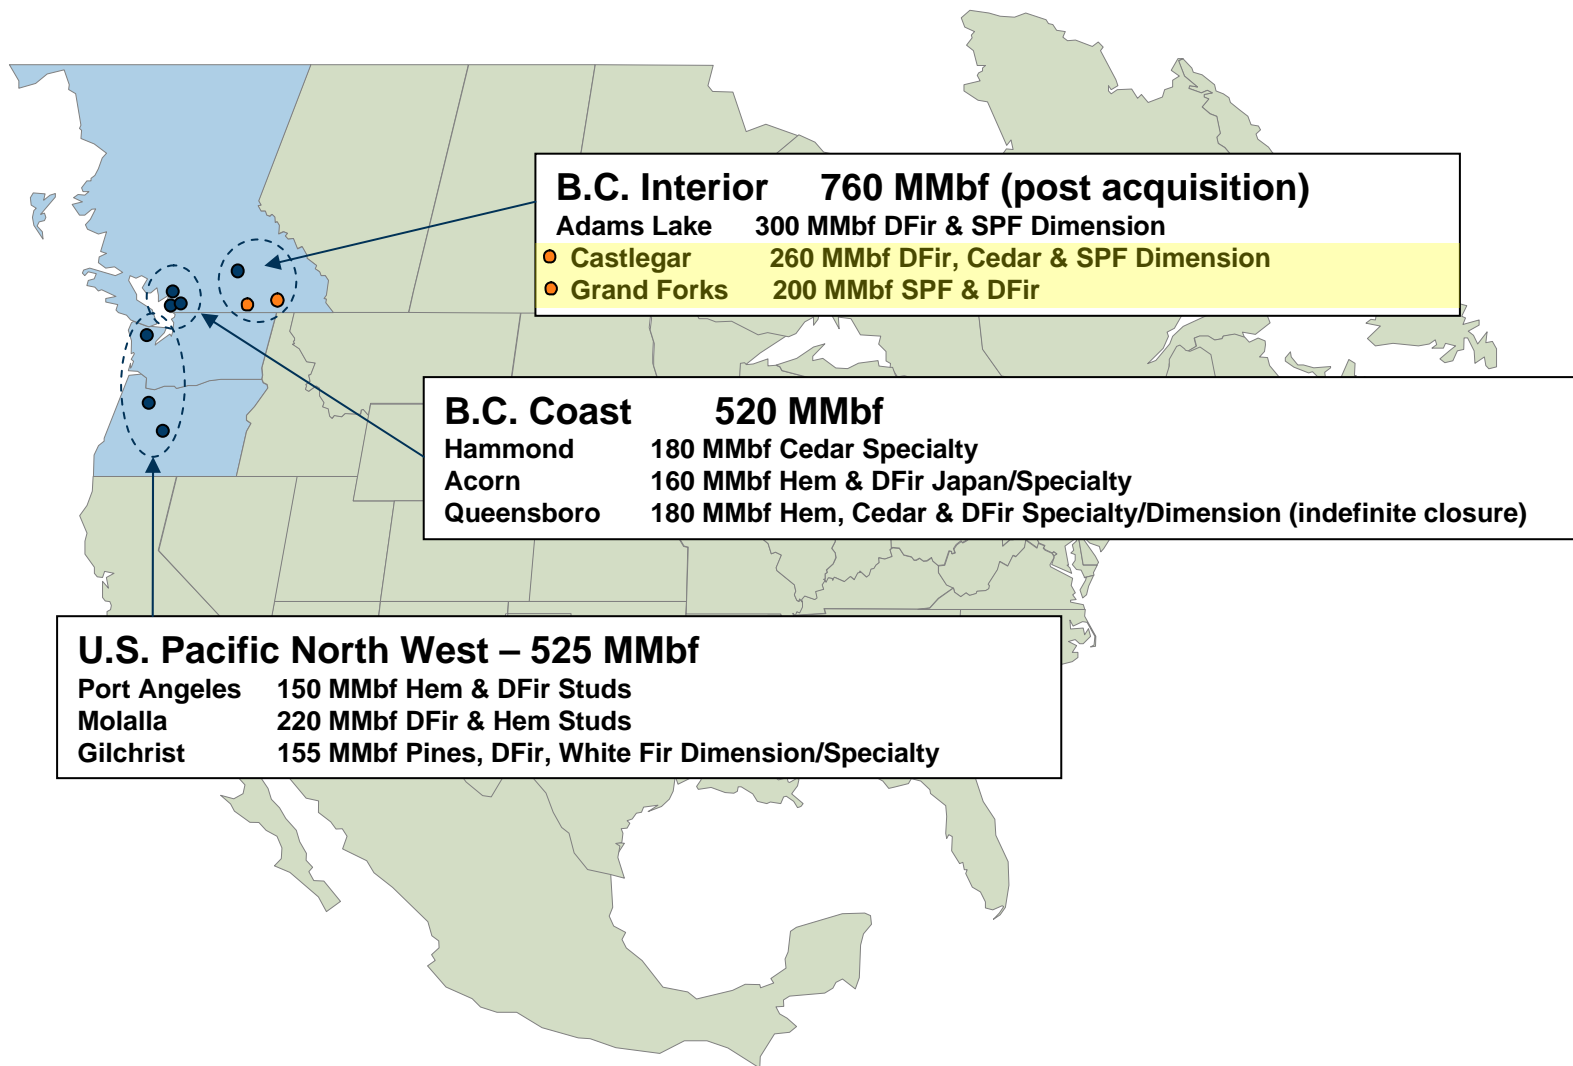 B.C. Interior 760 MMbf (post acquisition)
Adams Lake 300 MMbf DFir & SPF Dimension
Castlegar 260 MMbf DFir, Cedar & SPF Dimension
Grand Forks 200 MMbf SPF & DFir
B.C. Coast 520 MMbf
Hammond 180 MMbf Cedar Specialty
Acorn 160 MMbf Hem & DFir Japan/Specialty
Queensboro 180 MMbf Hem, Cedar & DFir Specialty/Dimension (indefinite closure)
U.S. Pacific North West – 525 MMbf
Port Angeles 150 MMbf Hem & DFir Studs
Molalla 220 MMbf DFir & Hem Studs
Gilchrist 155 MMbf Pines, DFir, White Fir Dimension/Specialty